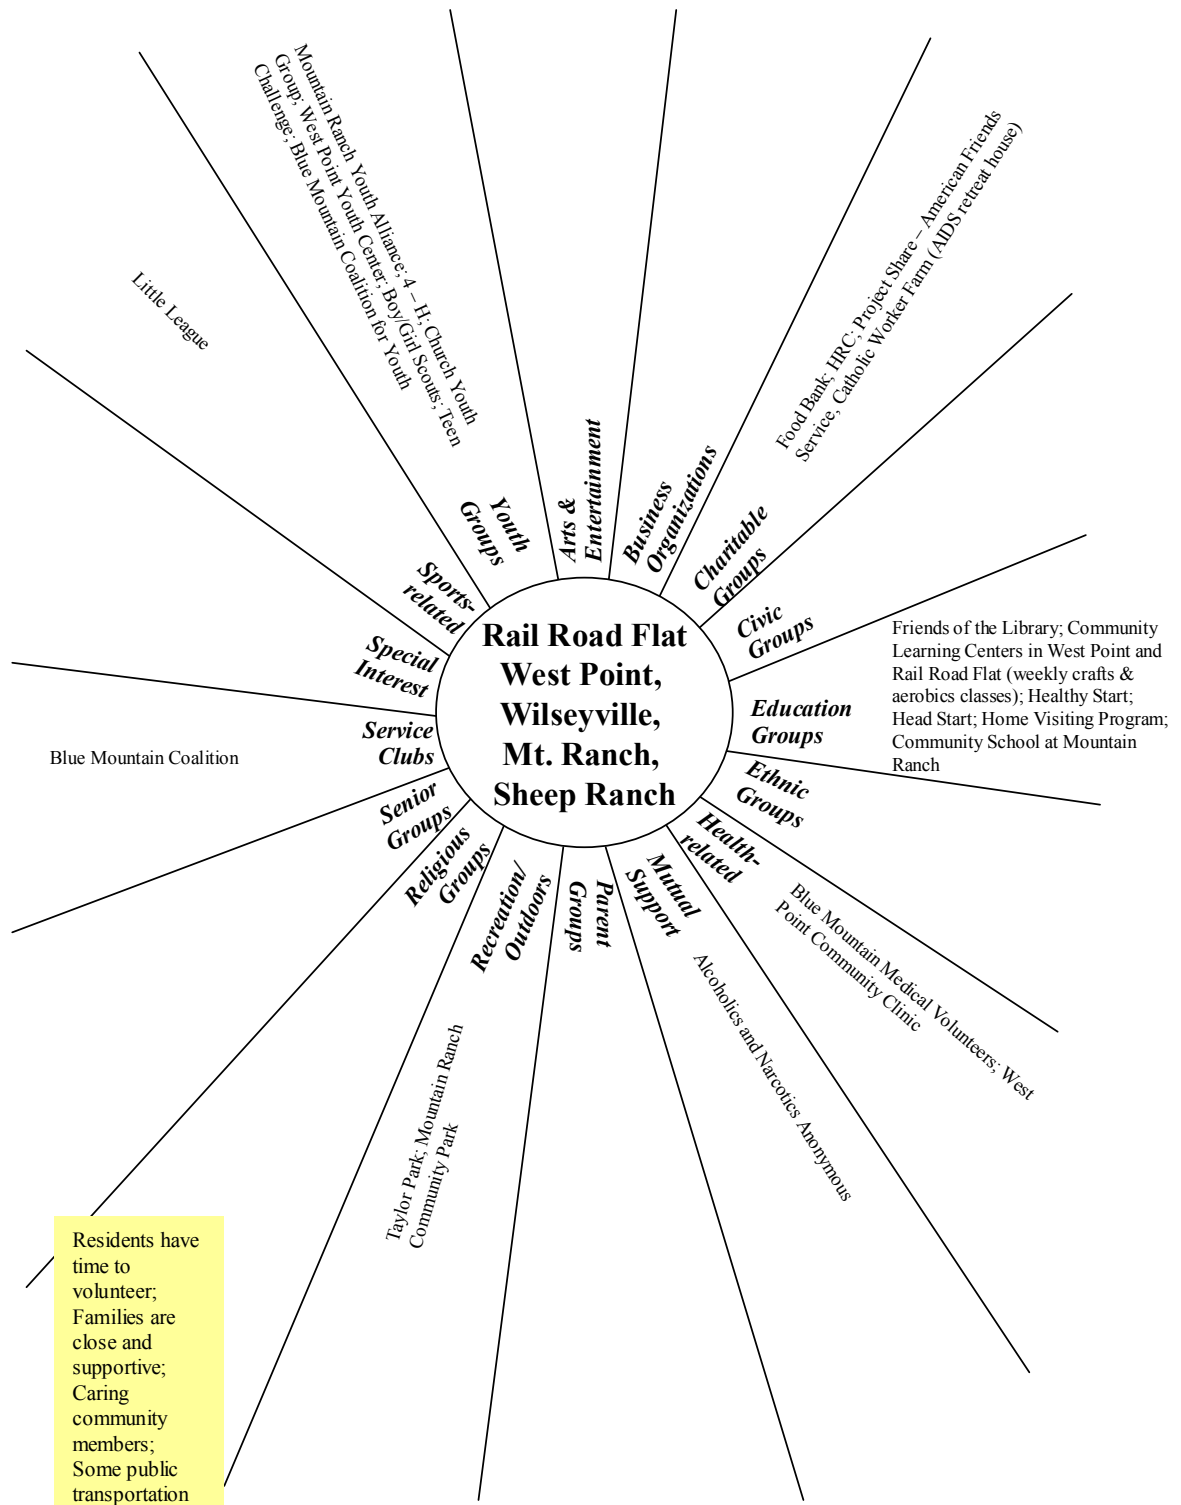 Mountain Ranch Youth Alliance; 4 – H; Church Youth
Group; West Point Youth Center; Boy/Girl Scouts; Teen
Challenge; Blue Mountain Coalition for Youth
Food Bank; HRC; Project Share – American Friends
Service, Catholic Worker Farm (AIDS retreat house)
Little League
Youth
Groups
Arts &
Entertainment
Business
Organizations
Charitable
Groups
Sports-
related
Civic
Groups
Special
Interest
Rail Road Flat
West Point,
Wilseyville,
Mt. Ranch,
Sheep Ranch
Friends of the Library; Community
Learning Centers in West Point and
Rail Road Flat (weekly crafts &
aerobics classes); Healthy Start;
Head Start; Home Visiting Program;
Community School at Mountain
Ranch
Education
Groups
Service
Clubs
Blue Mountain Coalition
Ethnic
Groups
Senior
Groups
Health-
related
Religious
Groups
Mutual
Support
Recreation/
Outdoors
Parent
Groups
Blue Mountain Medical Volunteers; West
Point Community Clinic
Alcoholics and Narcotics Anonymous
Taylor Park; Mountain Ranch
Community Park
Residents have
time to
volunteer;
Families are
close and
supportive;
Caring
community
members;
Some public
transportation